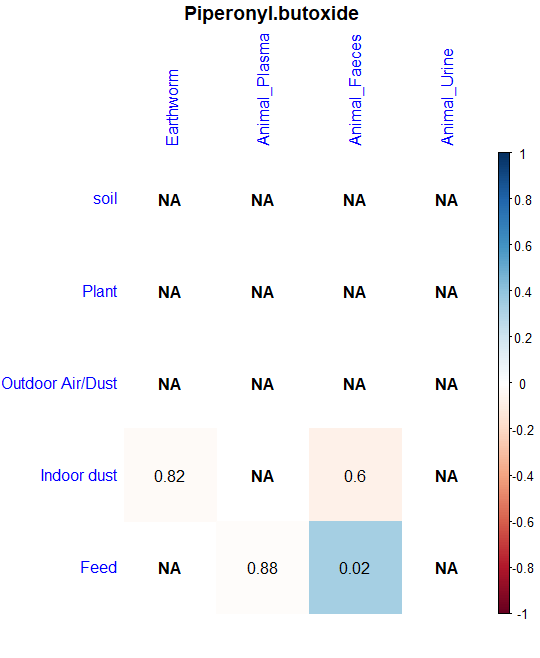 Piperonyl.butoxide
Earthworm Animal_Plasma Animal_Faeces Animal_Urine
soil NA NA NA NA
Plant NA NA NA NA
Outdoor Air/Dust NA NA NA NA
Indoor dust 0.82 NA 0.6 NA
Feed NA 0.88 0.02 NA
1
0.8
0.6
0.4
0.2
0
-0.2
-0.4
-0.6
-0.8
-1